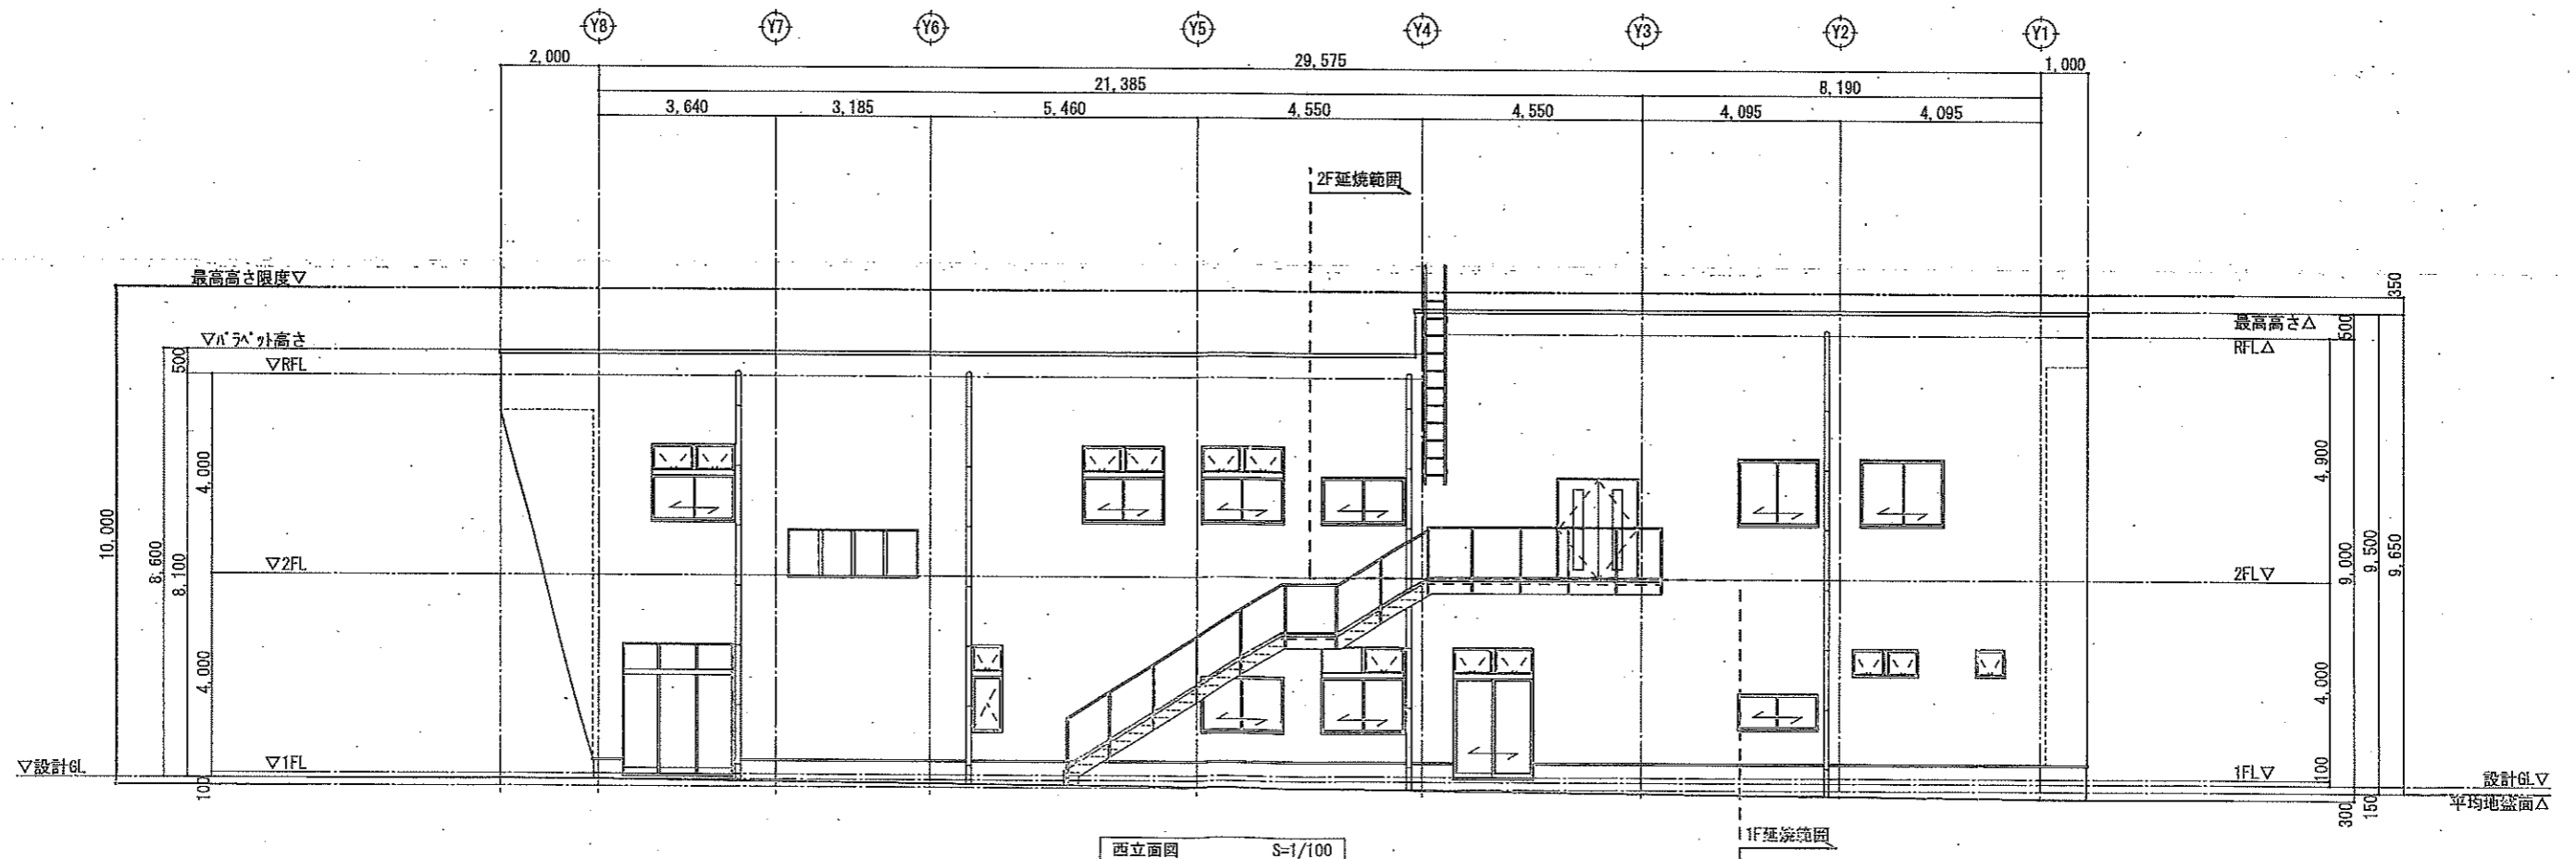 Y8 Y7 Y6 Y5 Y4 Y3 Y2 Y1
2,000 29,575 1,000
21,385 8,190
3,640 3,185 5,460 4,550 4,550 4,095 4,095
2F延焼範囲
最高高さ限度▽
350
▽パラペット高さ
最高高さ△
500
500
▽RFL
RFL△
4,000
4,900
10,000
8,600
8,100
▽2FL
2FL▽
9,000
9,500
9,650
4,000
4,000
▽設計GL
▽1FL
1FL▽
100
設計GL▽
100
平均地盤面△
300
150
1F延焼範囲
西立面図 S=1/100